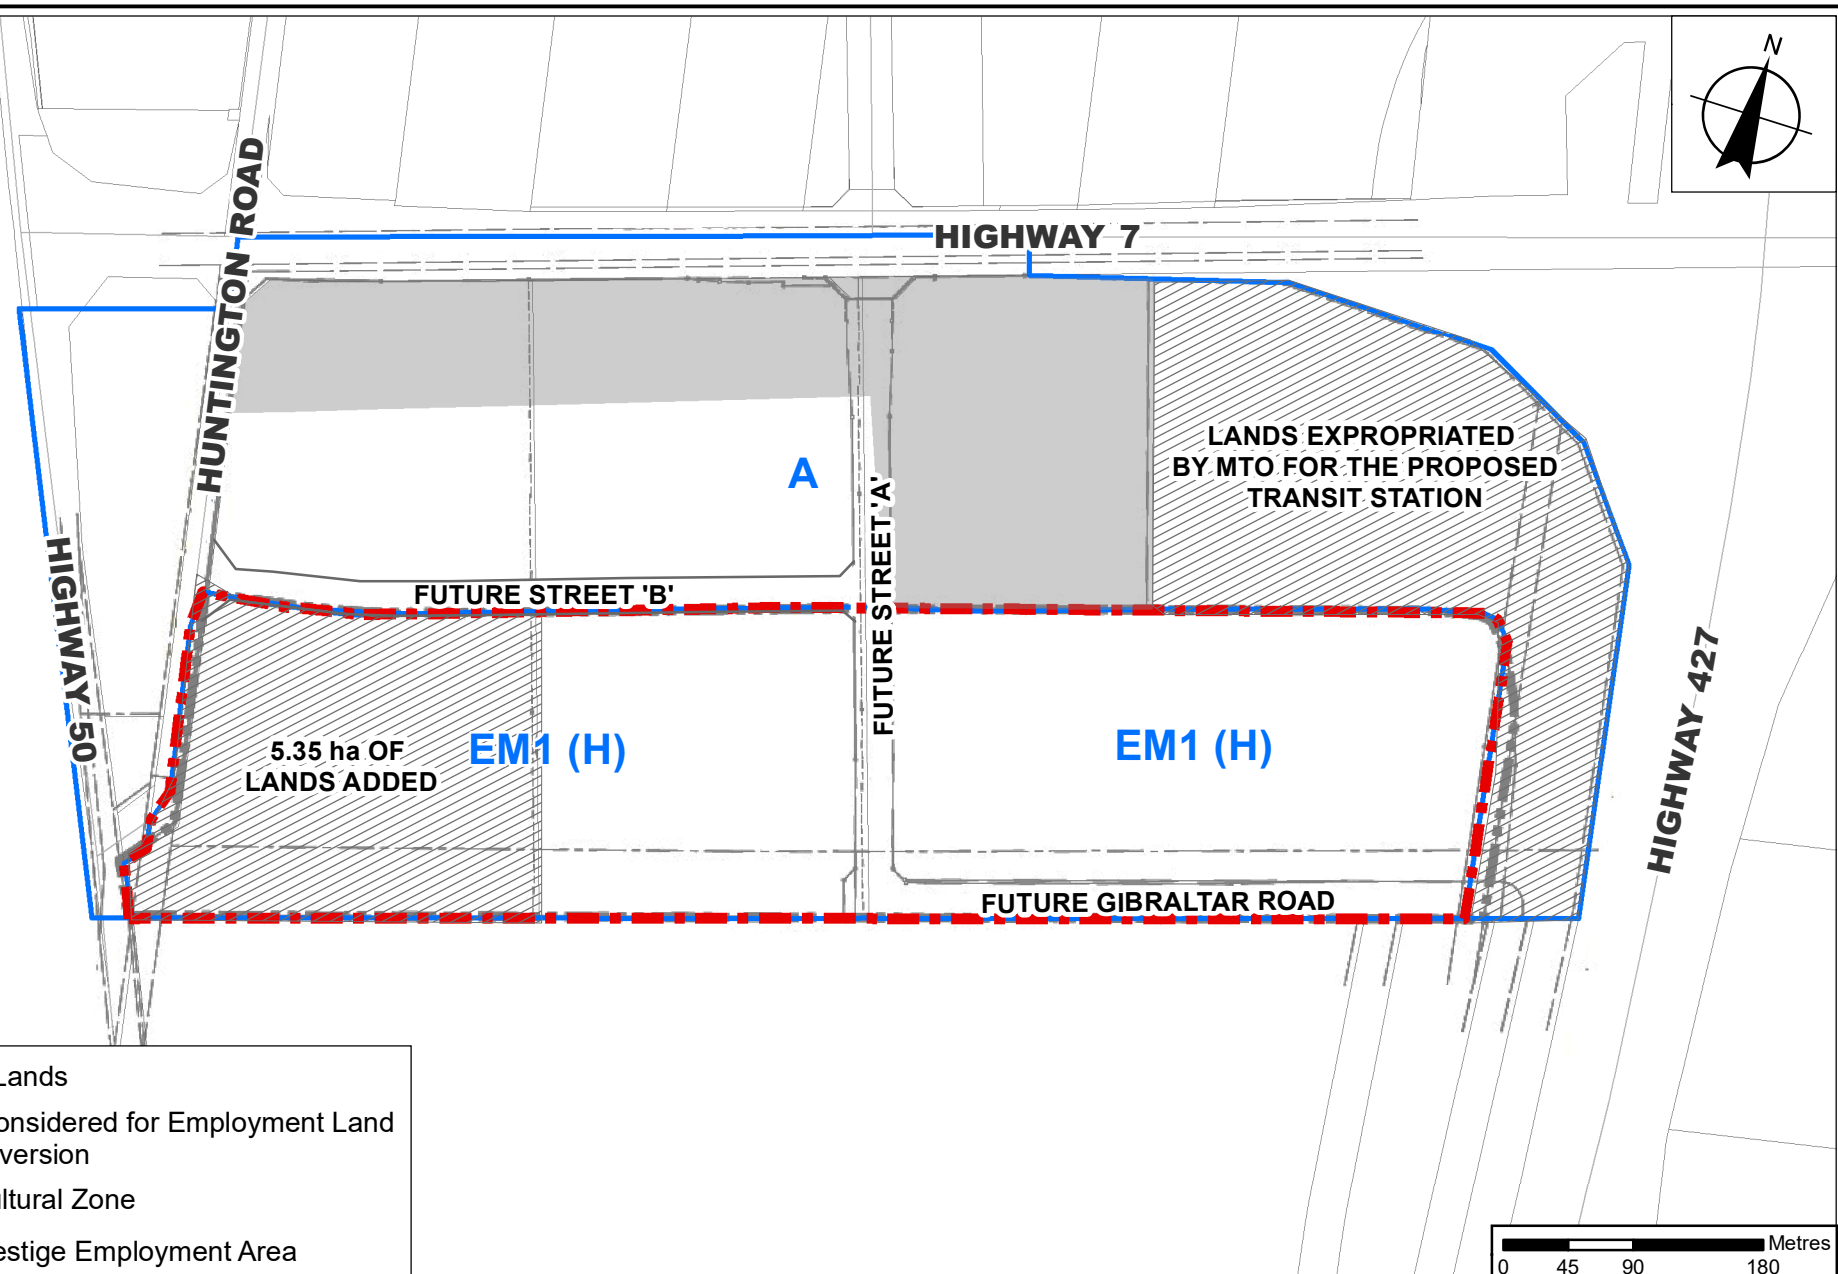 N
HUNTINGTON ROAD
HIGHWAY 7
LANDS EXPROPRIATED
BY MTO FOR THE PROPOSED
TRANSIT STATION
A
FUTURE STREET 'A'
HIGHWAY 50
FUTURE STREET 'B'
HIGHWAY 427
5.35 ha OF
LANDS ADDED
EM1 (H)
EM1 (H)
FUTURE GIBRALTAR ROAD
Lands
onsidered for Employment Land
version
ultural Zone
estige Employment Area
Metres
0 45 90 180